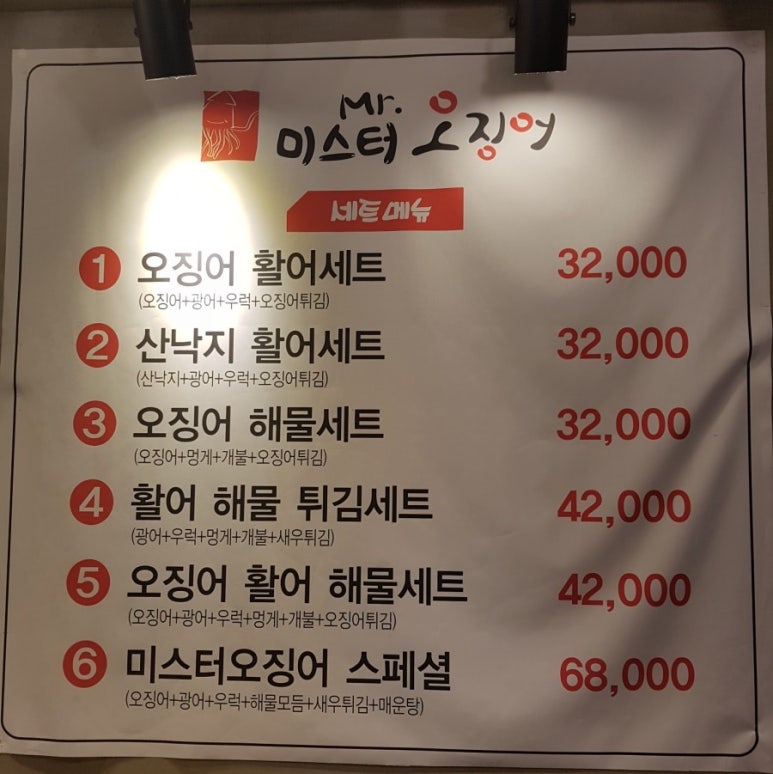 Mr.
미스터 오징어
세트메뉴
1 오징어 활어세트 32,000
(오징어+광어+우럭+오징어튀김)
2 산낙지 활어세트 32,000
(산낙지+광어+우럭+오징어튀김)
3 오징어 해물세트 32,000
(오징어+멍게+개불+오징어튀김)
4 활어 해물 튀김세트 42,000
(광어+우럭+멍게+개불+새우튀김)
5 오징어 활어 해물세트 42,000
(오징어+광어+우럭+멍게+개불+오징어튀김)
6 미스터오징어 스페셜 68,000
(오징어+광어+우럭+해물모듬+새우튀김+매운탕)